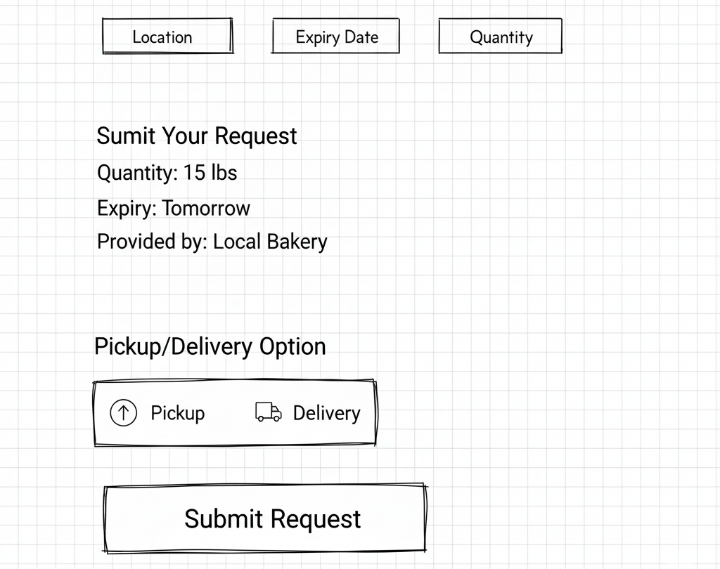 Location Expiry Date Quantity
Sumit Your Request
Quantity: 15 lbs
Expiry: Tomorrow
Provided by: Local Bakery
Pickup/Delivery Option
Pickup Delivery
Submit Request